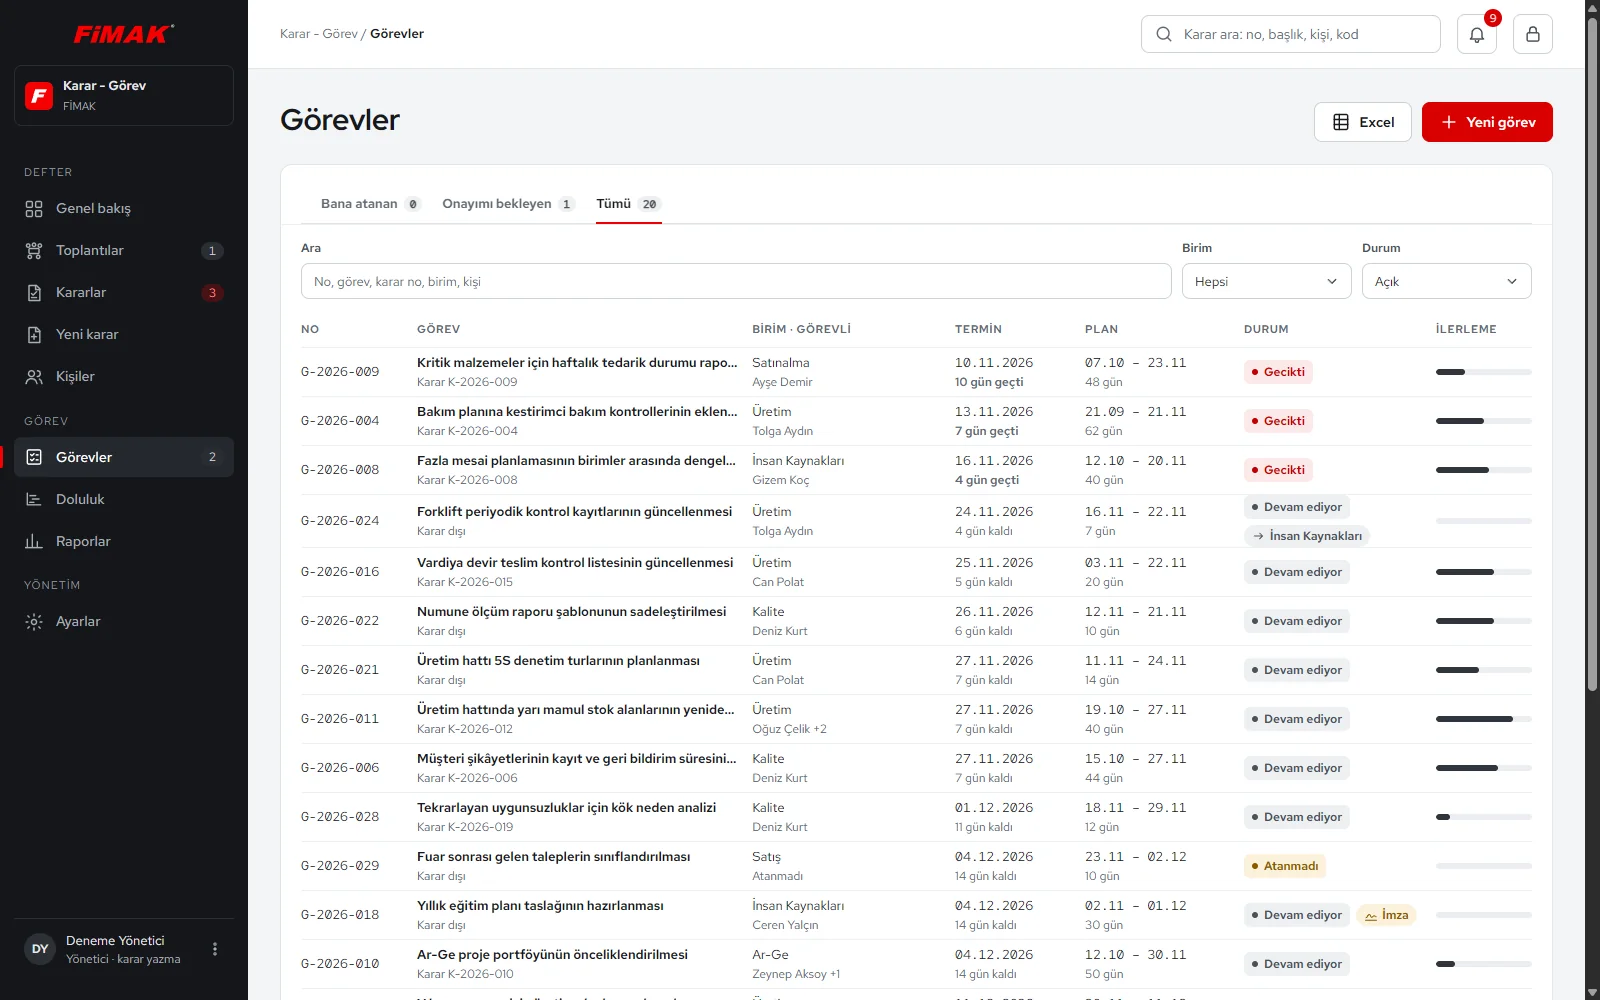 FiMAK
Karar - Görev
FİMAK
DEFTER
Genel bakış
Toplantılar 1
Kararlar 3
Yeni karar
Kişiler
GÖREV
Görevler 2
Doluluk
Raporlar
YÖNETİM
Ayarlar
DY
Deneme Yönetici
Yönetici · karar yazma
Karar - Görev / Görevler
Karar ara: no, başlık, kişi, kod
9
Görevler
Excel
Yeni görev
Bana atanan 0 Onayımı bekleyen 1 Tümü 20
Ara Birim Durum
No, görev, karar no, birim, kişi Hepsi Açık
NO GÖREV BİRİM · GÖREVLİ TERMİN PLAN DURUM İLERLEME
G-2026-009 Kritik malzemeler için haftalık tedarik durumu rapo... Satınalma 10.11.2026 07.10 – 23.11 Gecikti
Karar K-2026-009 Ayşe Demir 10 gün geçti 48 gün
G-2026-004 Bakım planına kestirimci bakım kontrollerinin eklen... Üretim 13.11.2026 21.09 – 21.11 Gecikti
Karar K-2026-004 Tolga Aydın 7 gün geçti 62 gün
G-2026-008 Fazla mesai planlamasının birimler arasında dengel... İnsan Kaynakları 16.11.2026 12.10 – 20.11 Gecikti
Karar K-2026-008 Gizem Koç 4 gün geçti 40 gün
G-2026-024 Forklift periyodik kontrol kayıtlarının güncellenmesi Üretim 24.11.2026 16.11 – 22.11 Devam ediyor
Karar dışı Tolga Aydın 4 gün kaldı 7 gün → İnsan Kaynakları
G-2026-016 Vardiya devir teslim kontrol listesinin güncellenmesi Üretim 25.11.2026 03.11 – 22.11 Devam ediyor
Karar K-2026-015 Can Polat 5 gün kaldı 20 gün
G-2026-022 Numune ölçüm raporu şablonunun sadeleştirilmesi Kalite 26.11.2026 12.11 – 21.11 Devam ediyor
Karar dışı Deniz Kurt 6 gün kaldı 10 gün
G-2026-021 Üretim hattı 5S denetim turlarının planlanması Üretim 27.11.2026 11.11 – 24.11 Devam ediyor
Karar dışı Can Polat 7 gün kaldı 14 gün
G-2026-011 Üretim hattında yarı mamul stok alanlarının yenide... Üretim 27.11.2026 19.10 – 27.11 Devam ediyor
Karar K-2026-012 Oğuz Çelik +2 7 gün kaldı 40 gün
G-2026-006 Müşteri şikâyetlerinin kayıt ve geri bildirim süresini... Kalite 27.11.2026 15.10 – 27.11 Devam ediyor
Karar K-2026-006 Deniz Kurt 7 gün kaldı 44 gün
G-2026-028 Tekrarlayan uygunsuzluklar için kök neden analizi Kalite 01.12.2026 18.11 – 29.11 Devam ediyor
Karar K-2026-019 Deniz Kurt 11 gün kaldı 12 gün
G-2026-029 Fuar sonrası gelen taleplerin sınıflandırılması Satış 04.12.2026 23.11 – 02.12 Atanmadı
Karar dışı Atanmadı 14 gün kaldı 10 gün
G-2026-018 Yıllık eğitim planı taslağının hazırlanması İnsan Kaynakları 04.12.2026 02.11 – 01.12 Devam ediyor İmza
Karar dışı Ceren Yalçın 14 gün kaldı 30 gün
G-2026-010 Ar-Ge proje portföyünün önceliklendirilmesi Ar-Ge 04.12.2026 12.10 – 30.11 Devam ediyor
Karar K-2026-010 Zeynep Aksoy +1 14 gün kaldı 50 gün